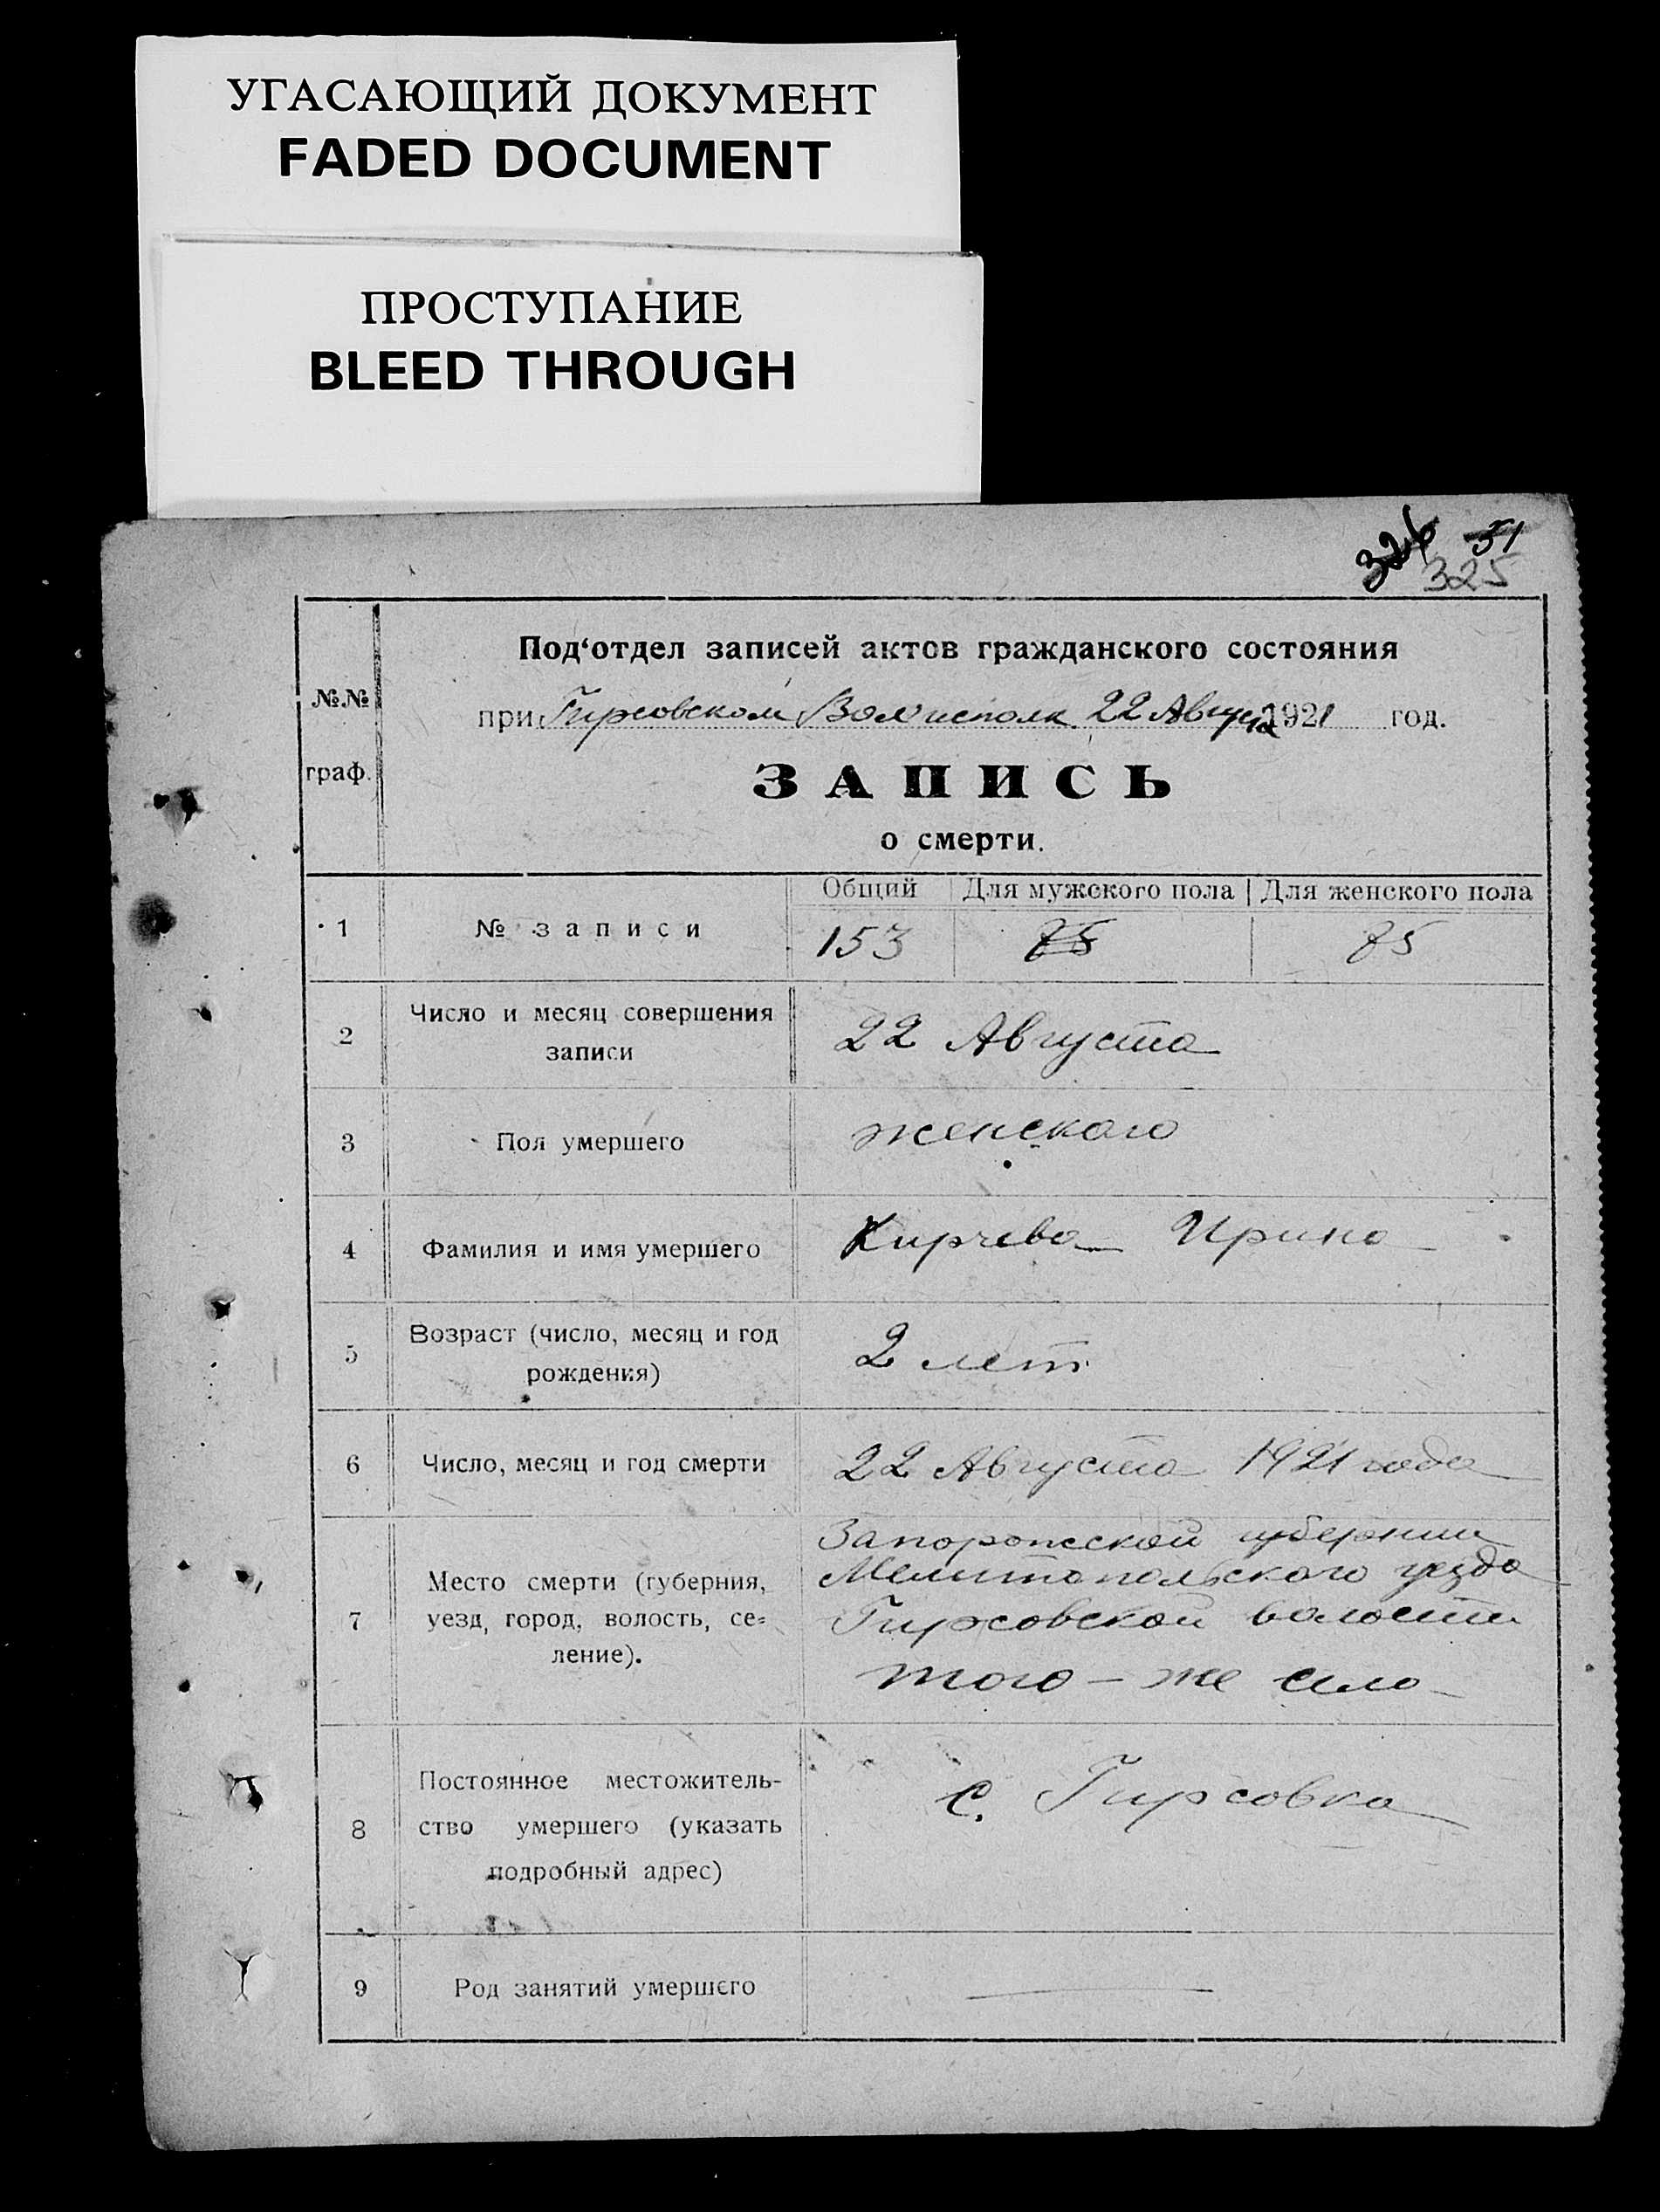 УГАСАЮЩИЙ ДОКУМЕНТ
FADED DOCUMENT
ПРОСТУПАНИЕ
BLEED THROUGH
326 51
325
Под‘отдел записей актов гражданского состояния
№№ граф.
при Гирсовском Волисполк. 22 Августа 1921 год.
ЗАПИСЬ
о смерти.
Общий Для мужского пола Для женского пола
1 № записи 153 75 75
2 Число и месяц совершения
записи
22 Августа
3 Пол умершего женского
4 Фамилия и имя умершего Кирчева Ирина
5 Возраст (число, месяц и год
рождения)
2 лет
6 Число, месяц и год смерти 22 Августа 1921 года
7 Место смерти (губерния,
уезд, город, волость, се=
ление).
Запорожской губернии
Мелитопольского уезда
Гирсовской волости
того-же села
8 Постоянное местожитель-
ство умершего (указать
подробный адрес)
с. Гирсовка
9 Род занятий умершего —